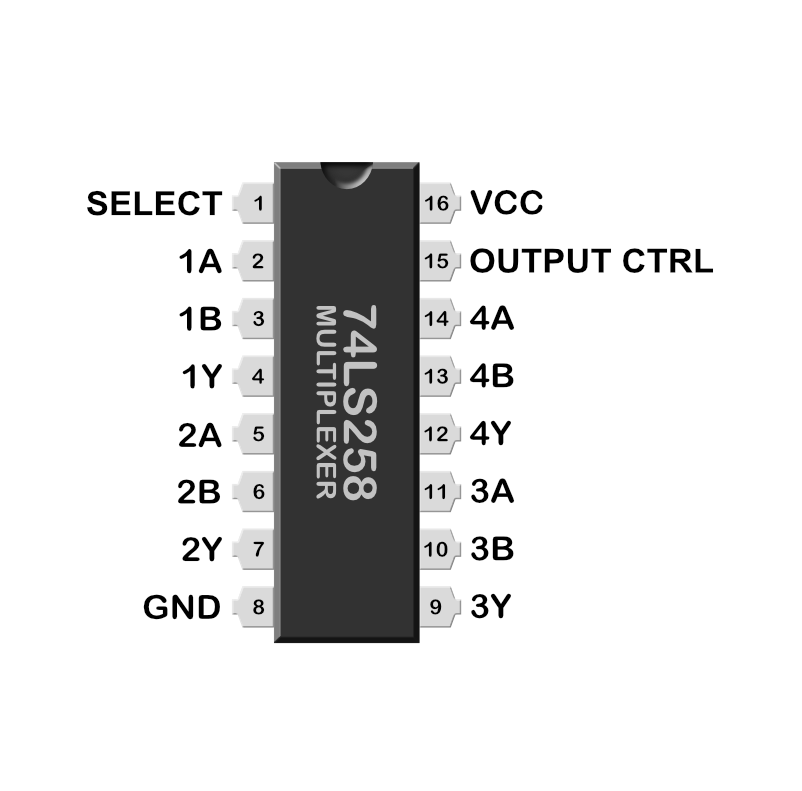 SELECT 1 16 VCC
1A 2 15 OUTPUT CTRL
1B 3 14 4A
1Y 4 13 4B
2A 5 12 4Y
2B 6 11 3A
2Y 7 10 3B
GND 8 9 3Y
74LS258
MULTIPLEXER